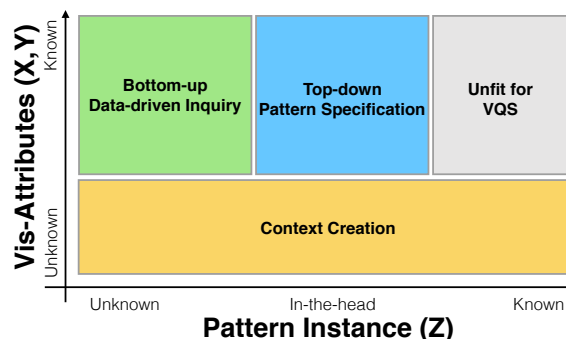 Vis-Attributes (X,Y)
Known
Unknown
Bottom-up
Data-driven Inquiry
Top-down
Pattern Specification
Unfit for
VQS
Context Creation
Unknown In-the-head Known
Pattern Instance (Z)